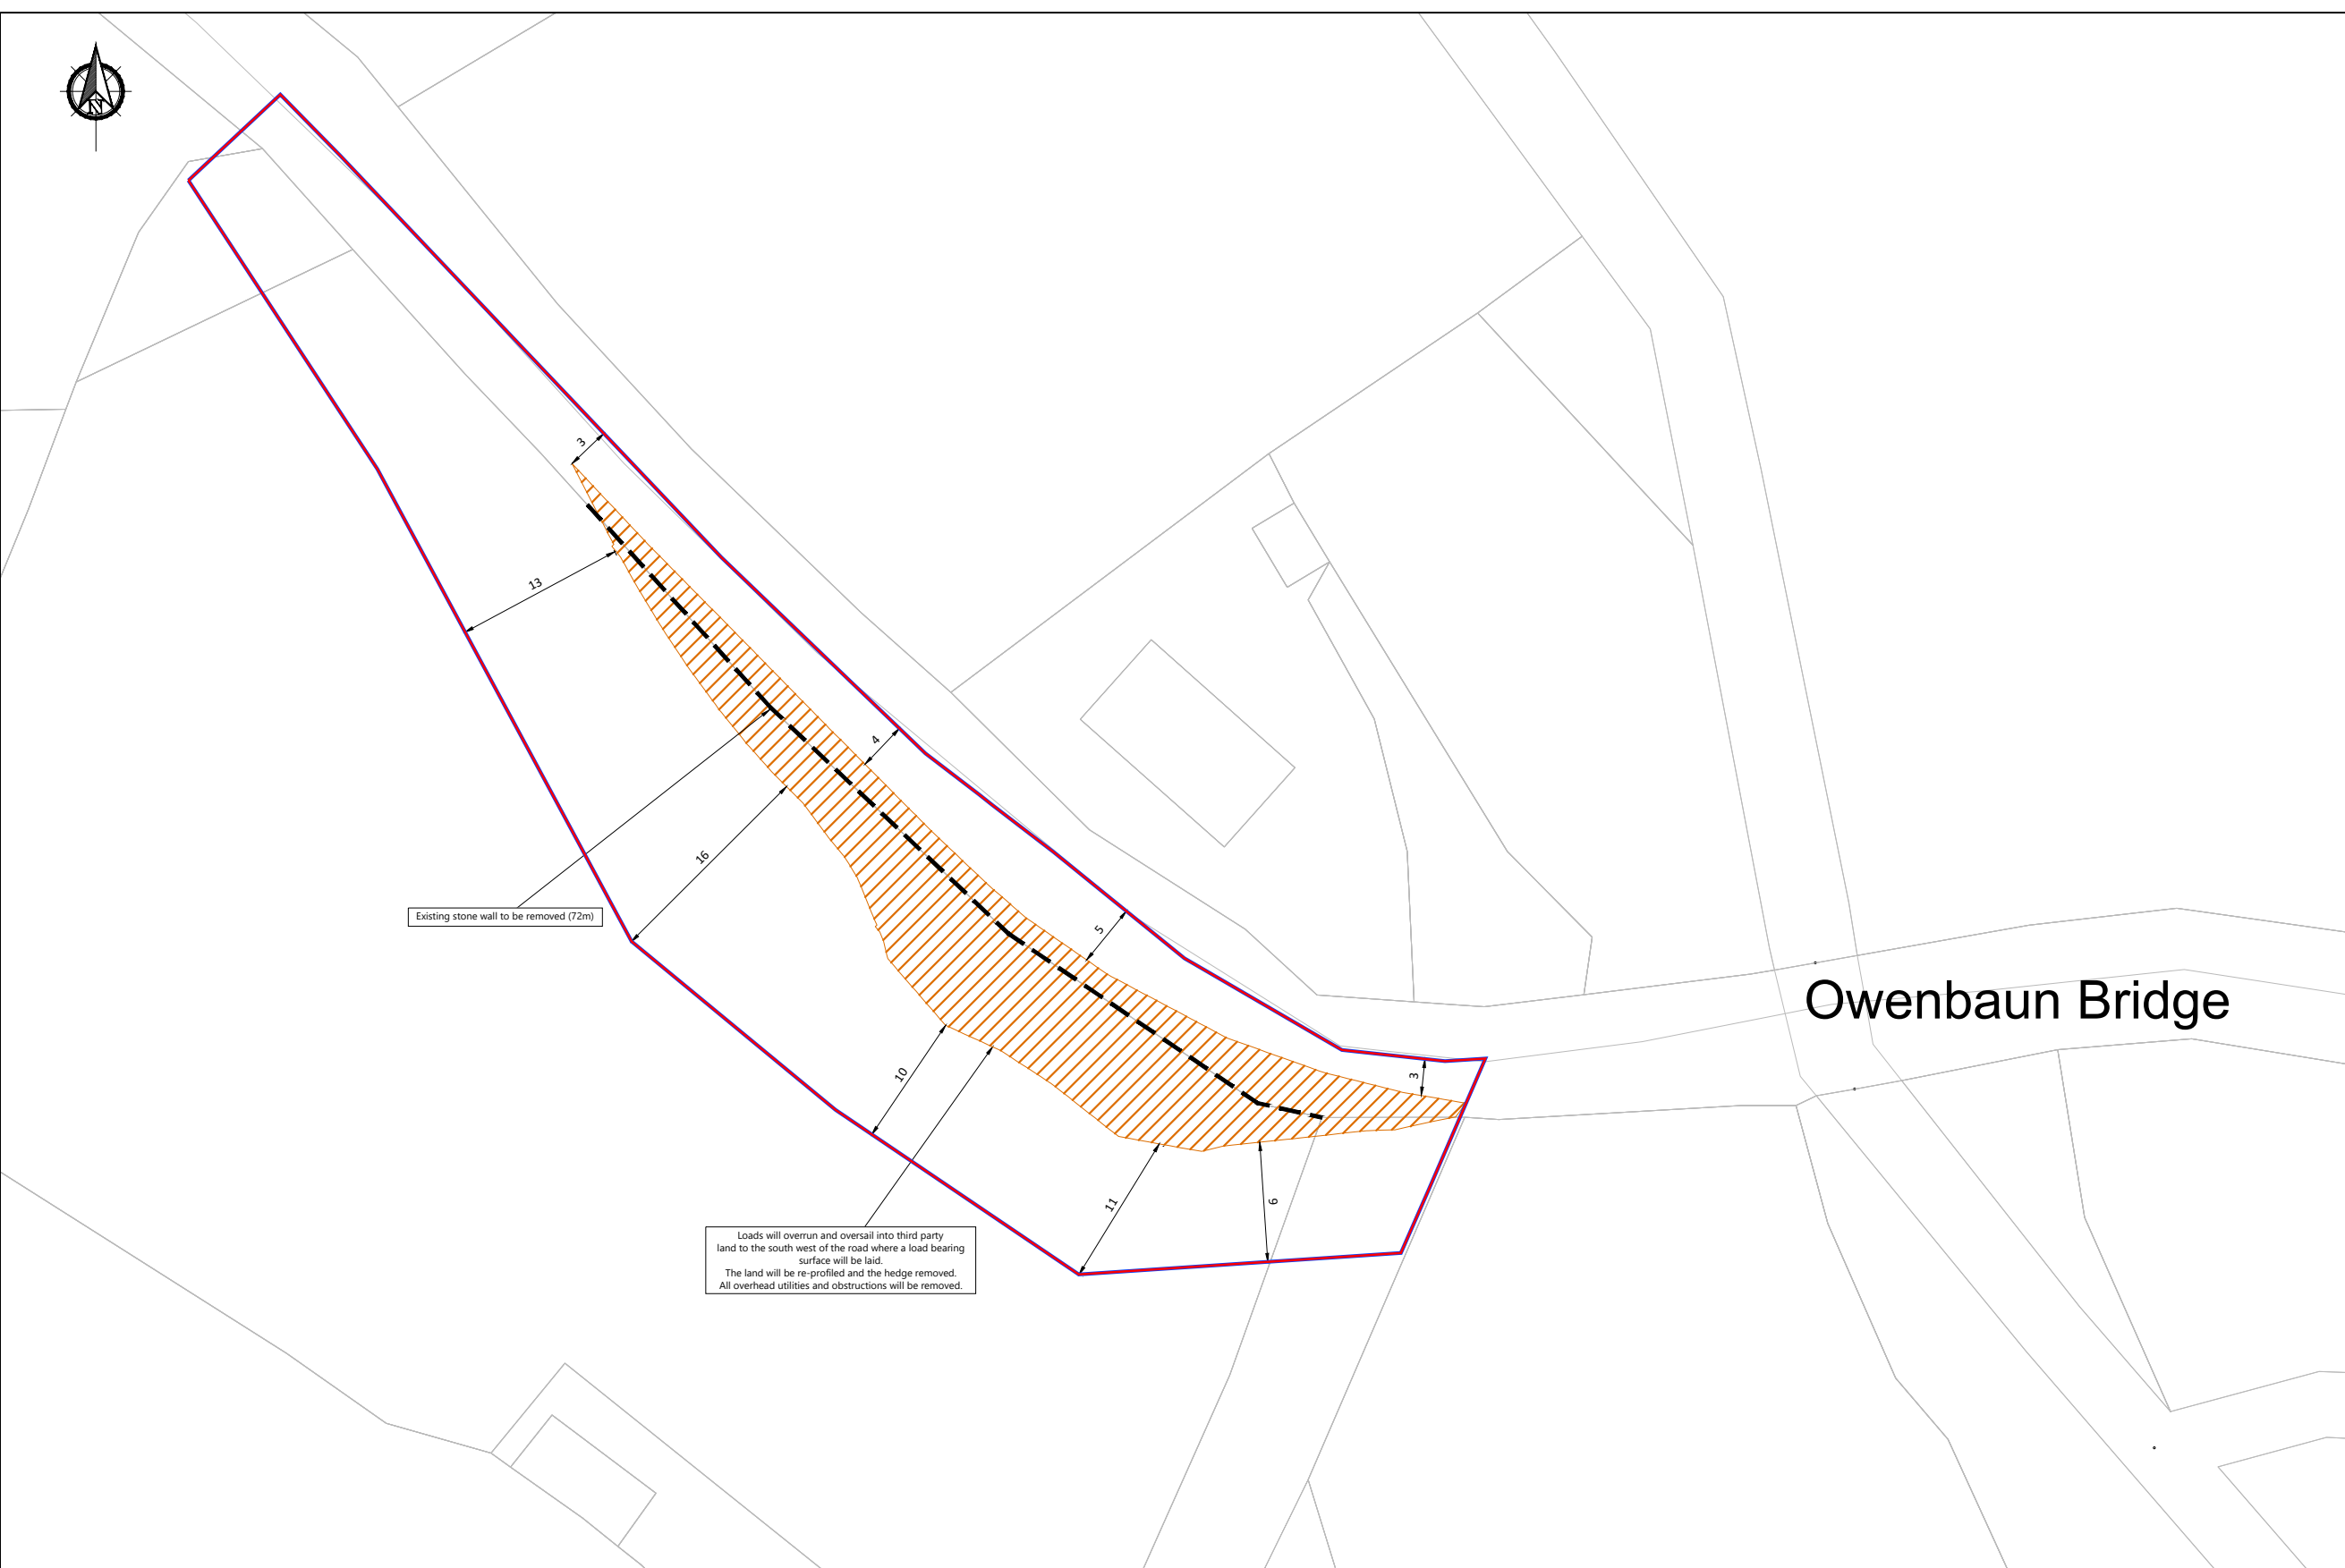 N
3
13
4
16
Existing stone wall to be removed (72m)
5
Owenbaun Bridge
10
3
11
6
Loads will overrun and oversail into third party
land to the south west of the road where a load bearing
surface will be laid.
The land will be re-profiled and the hedge removed.
All overhead utilities and obstructions will be removed.